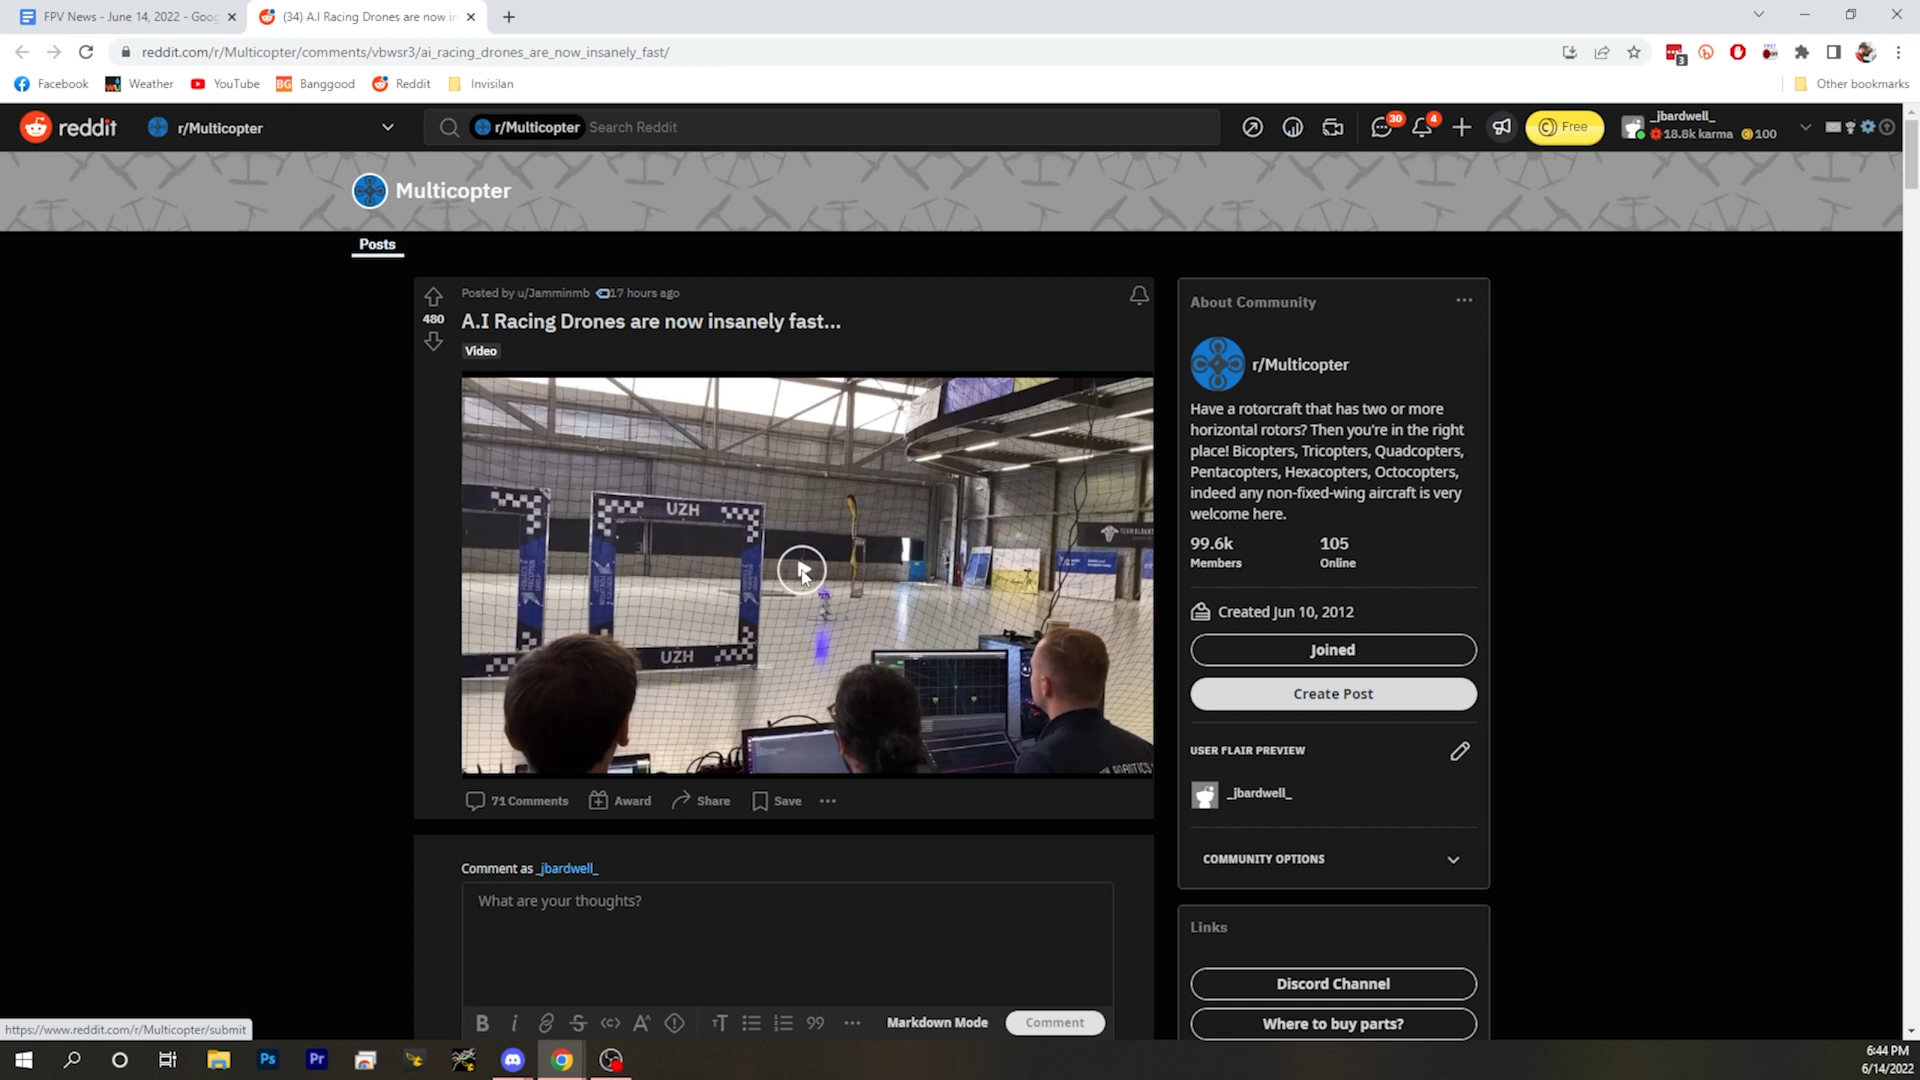 FPV News - June 14, 2022 - Goo
(34) A.I Racing Drones are now in
reddit.com/r/Multicopter/comments/vbwsr3/ai_racing_drones_are_now_insanely_fast/
3
Facebook
Weather
YouTube
BG Banggood
Reddit
Invisilan
Other bookmarks
reddit
r/Multicopter
r/Multicopter Search Reddit
30
4
Free
_jbardwell_
18.8k karma 100
Multicopter
Posts
480
Posted by u/Jamminmb 17 hours ago
A.I Racing Drones are now insanely fast...
Video
UZH
UZH
71 Comments
Award
Share
Save
Comment as _jbardwell_
What are your thoughts?
Markdown Mode
Comment
About Community
r/Multicopter
Have a rotorcraft that has two or more
horizontal rotors? Then you're in the right
place! Bicopters, Tricopters, Quadcopters,
Pentacopters, Hexacopters, Octocopters,
indeed any non-fixed-wing aircraft is very
welcome here.
99.6k
Members
105
Online
Created Jun 10, 2012
Joined
Create Post
USER FLAIR PREVIEW
_jbardwell_
COMMUNITY OPTIONS
Links
Discord Channel
Where to buy parts?
https://www.reddit.com/r/Multicopter/submit
Ps
Pr
6:44 PM
6/14/2022